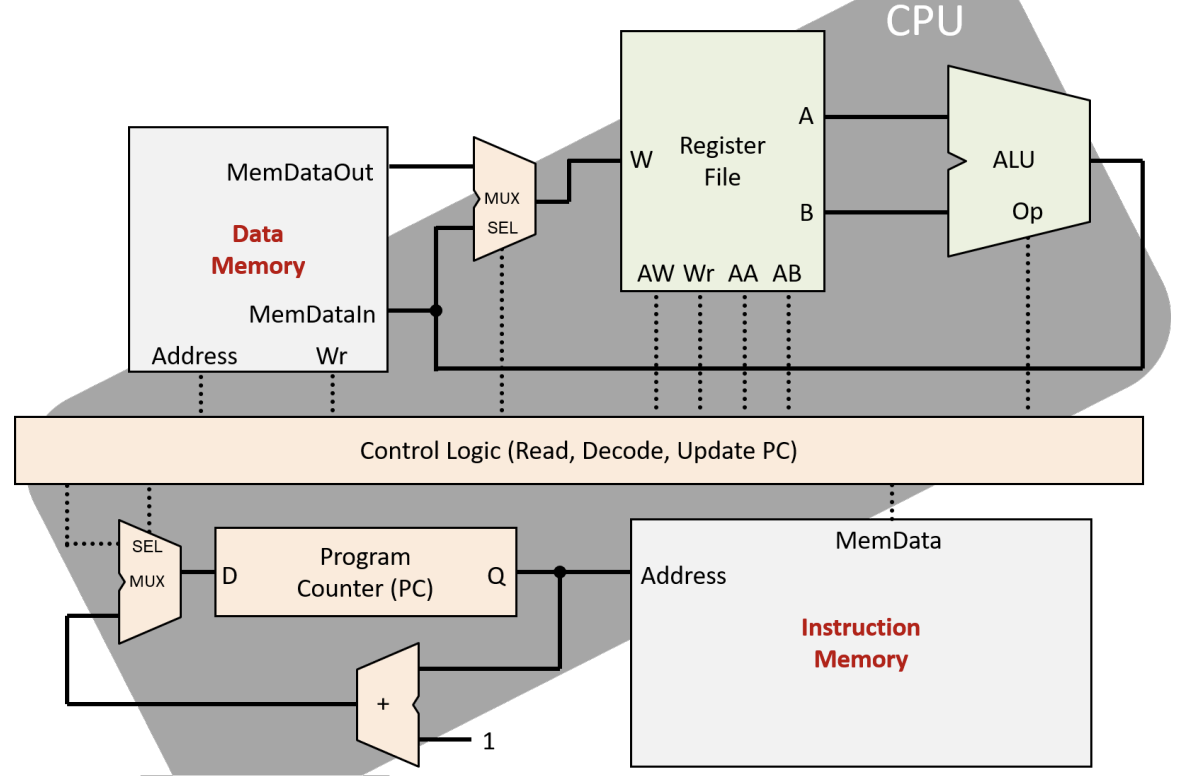 CPU
MemDataOut
Data
Memory
MemDataIn
Address Wr
MUX
SEL
W
Register
File
A
B
AW Wr AA AB
ALU
Op
Control Logic (Read, Decode, Update PC)
SEL
MUX
D
Program
Counter (PC)
Q
+
1
MemData
Address
Instruction
Memory